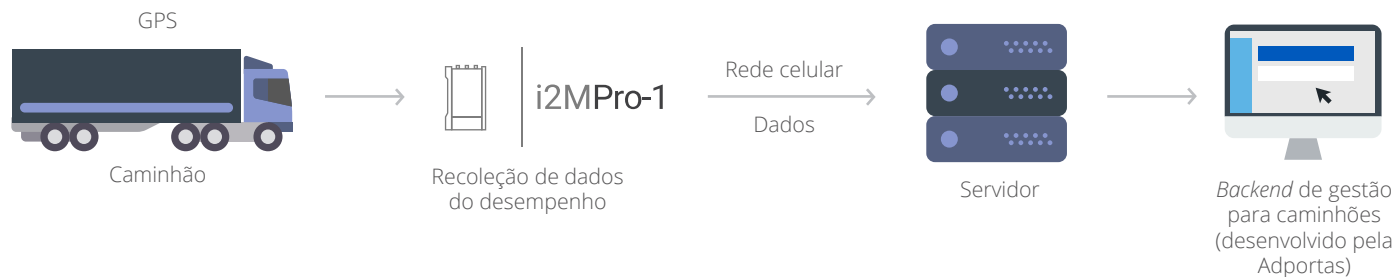 GPS
Caminhão
i2MPro-1
Recoleção de dados
do desempenho
Rede celular
Dados
Servidor
Backend de gestão
para caminhões
(desenvolvido pela
Adportas)